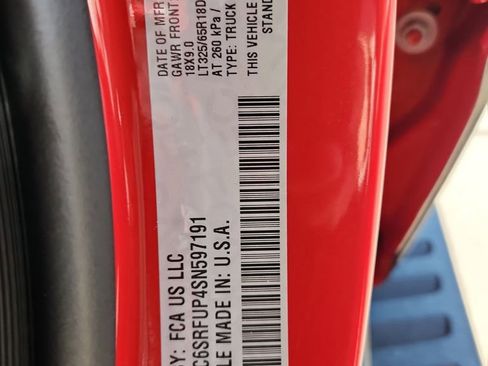 DATE OF MFR
GAWR FRONT
18X9.0
LT325/65R18D
AT 260 kPa /
TYPE: TRUCK
THIS VEHICLE
STAN
BY: FCA US LLC
C6SRFUP4SN597191
LE MADE IN: U.S.A.